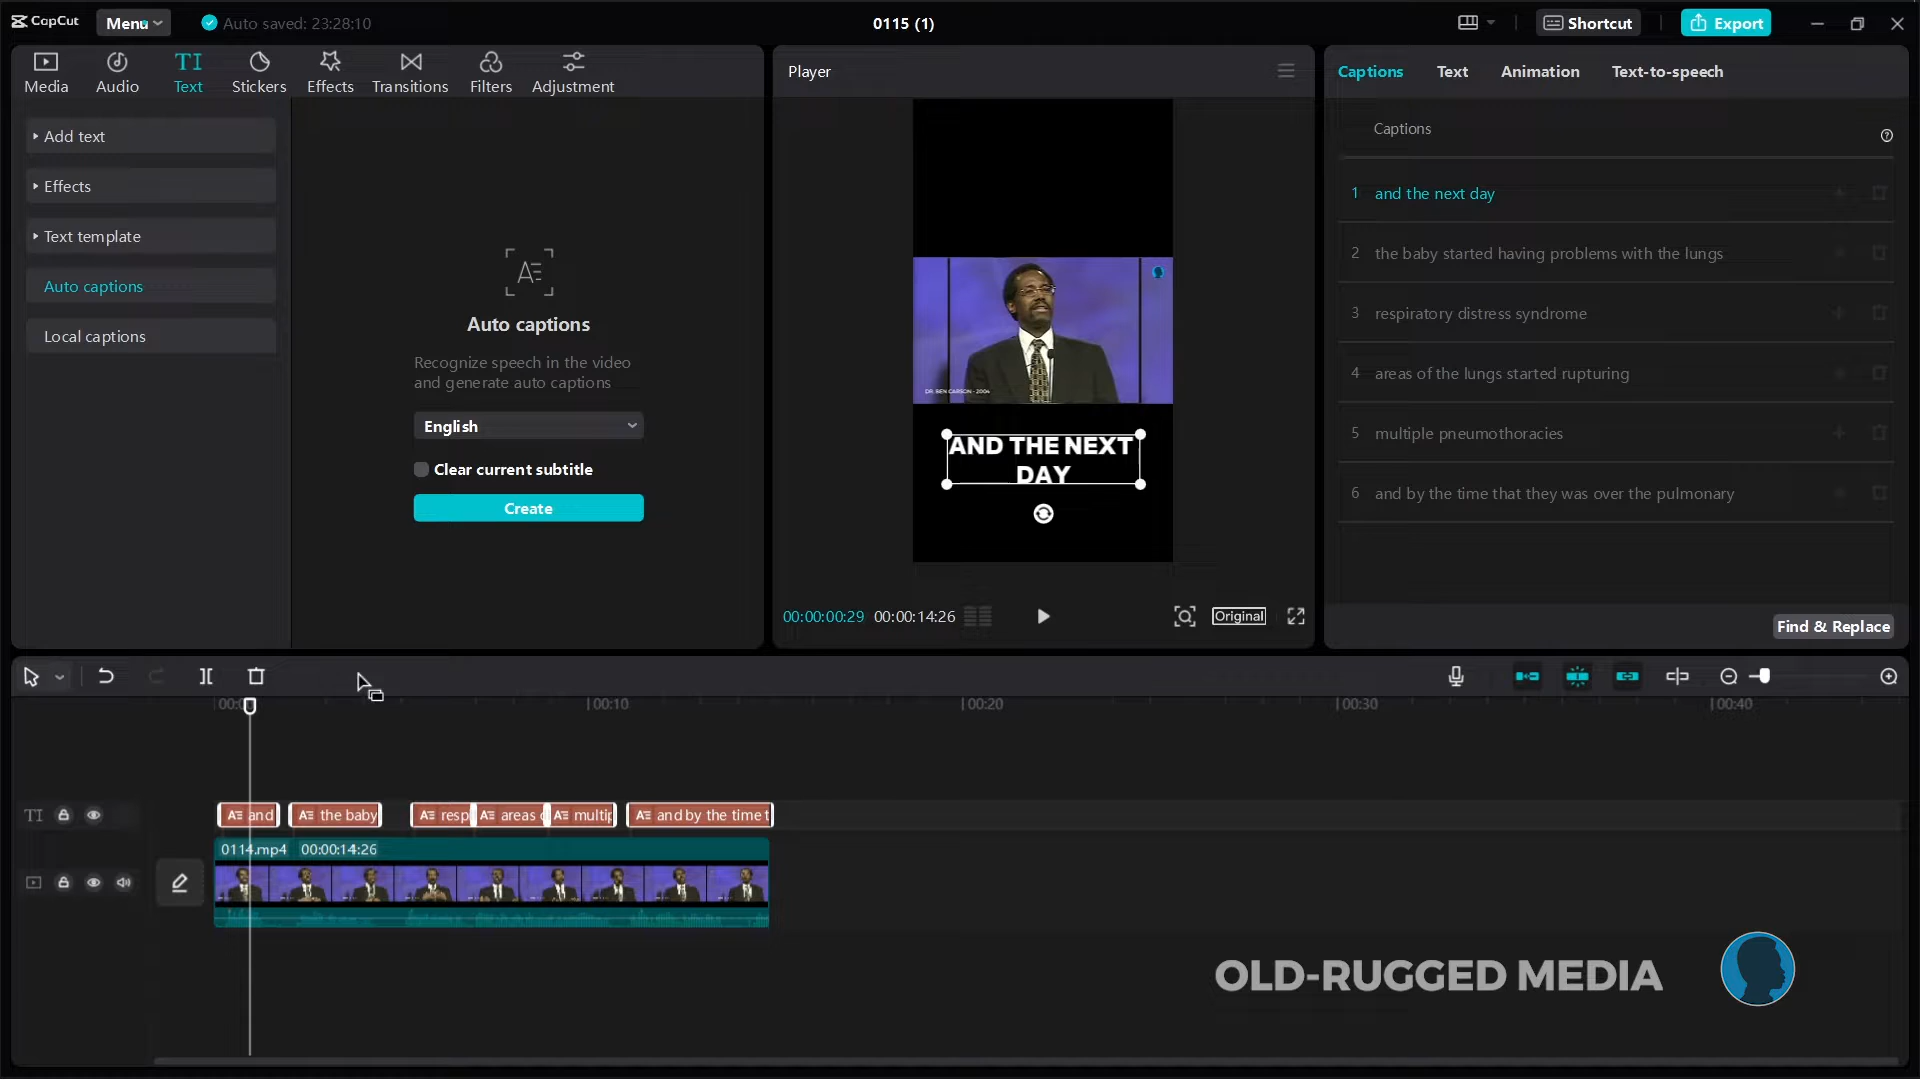 CapCut
Menu
Auto saved: 23:28:10
0115 (1)
Shortcut
Export
Media
Audio
TI
Text
Stickers
Effects
Transitions
Filters
Adjustment
Add text
Effects
Text template
Auto captions
Local captions
Auto captions
Recognize speech in the video
and generate auto captions
English
Clear current subtitle
Create
Player
DR. BEN CARSON - 2004
AND THE NEXT
DAY
00:00:00:29
00:00:14:26
Original
Captions
Text
Animation
Text-to-speech
Captions
1 and the next day
2 the baby started having problems with the lungs
3 respiratory distress syndrome
4 areas of the lungs started rupturing
5 multiple pneumothoracies
6 and by the time that they was over the pulmonary
Find & Replace
00:10
00:20
00:30
00:40
TI
and
the baby
resp
areas
multip
and by the time t
0114.mp4 00:00:14:26
OLD-RUGGED MEDIA